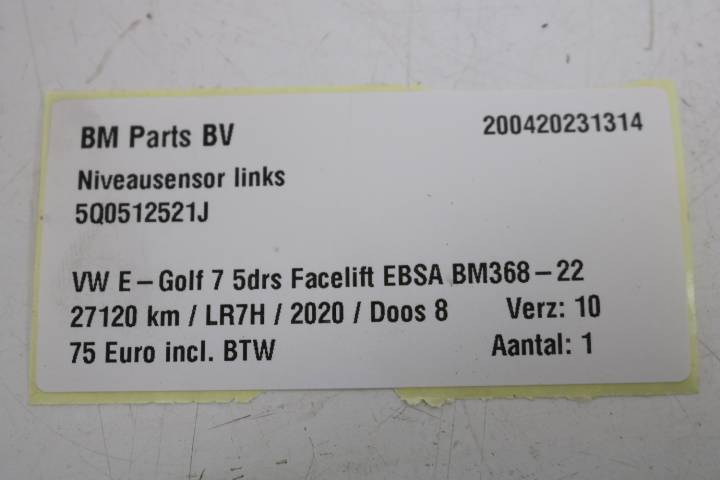 BM Parts BV 200420231314
Niveausensor links
5Q0512521J
VW E-Golf 7 5drs Facelift EBSA BM368-22
27120 km / LR7H / 2020 / Doos 8 Verz: 10
75 Euro incl. BTW Aantal: 1